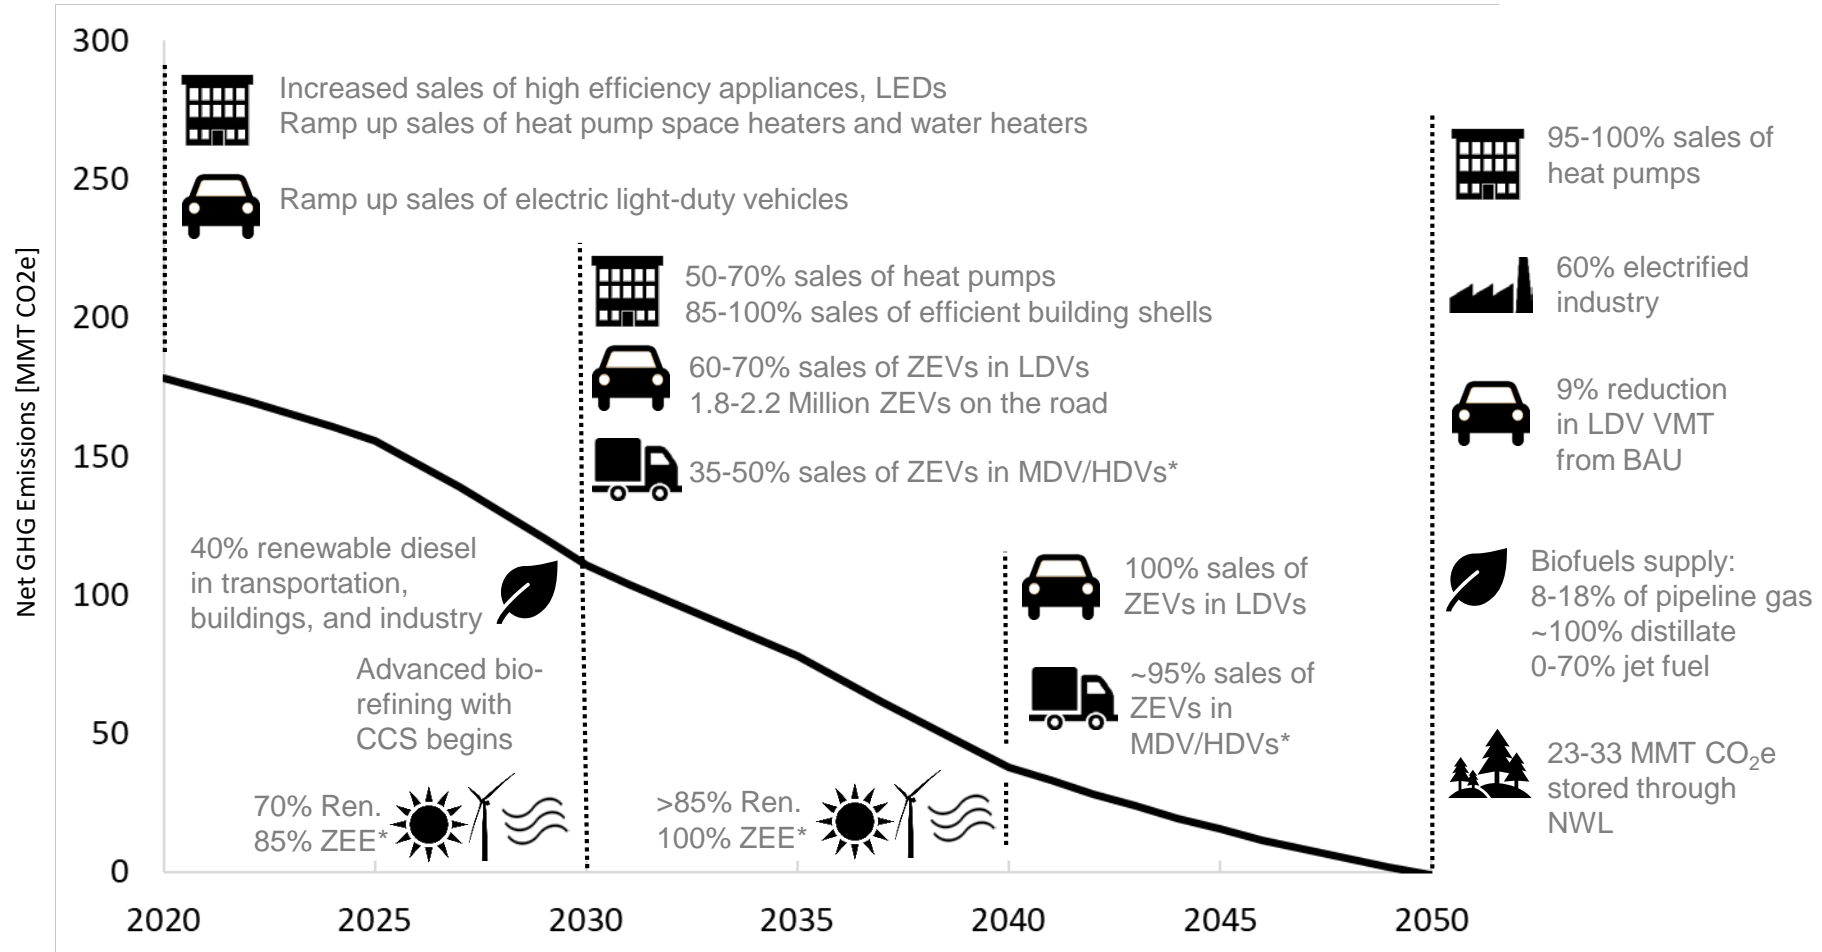 Net GHG Emissions [MMT CO2e]
300
250
200
150
100
50
0
Increased sales of high efficiency appliances, LEDs
Ramp up sales of heat pump space heaters and water heaters
Ramp up sales of electric light-duty vehicles
50-70% sales of heat pumps
85-100% sales of efficient building shells
60-70% sales of ZEVs in LDVs
1.8-2.2 Million ZEVs on the road
35-50% sales of ZEVs in MDV/HDVs*
40% renewable diesel
in transportation,
buildings, and industry
Advanced bio-
refining with
CCS begins
70% Ren.
85% ZEE*
>85% Ren.
100% ZEE*
100% sales of
ZEVs in LDVs
~95% sales of
ZEVs in
MDV/HDVs*
95-100% sales of
heat pumps
60% electrified
industry
9% reduction
in LDV VMT
from BAU
Biofuels supply:
8-18% of pipeline gas
~100% distillate
0-70% jet fuel
23-33 MMT CO₂e
stored through
NWL
2020 2025 2030 2035 2040 2045 2050